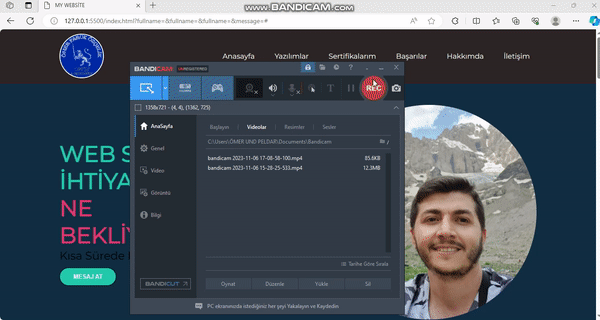 www.BANDICAM.com
MY WEBSITE
127.0.0.1:5500/index.html?fullname=&fullname=&fullname=&message=#
Anasayfa Yazılımlar Sertifikalarım Başarılar Hakkımda İletişim
BANDICAM UNREGISTERED
REC
1358x721 - (4, 4), (1362, 725)
AnaSayfa
Genel
Video
Görüntü
Bilgi
BANDICUT
Başlayın Videolar Resimler Sesler
C:\Users\ÖMER UND PELDAR\Documents\Bandicam
bandicam 2023-11-06 17-08-58-100.mp4 85.6KB
bandicam 2023-11-06 15-28-25-533.mp4 12.3MB
Tarihe Göre Sırala
Oynat Düzenle Yükle Sil
PC ekranınızda istediğiniz her şeyi Yakalayın ve Kaydedin
WEB S
İHTİYA
NE
BEKLİY
Kısa Sürede
MESAJ AT